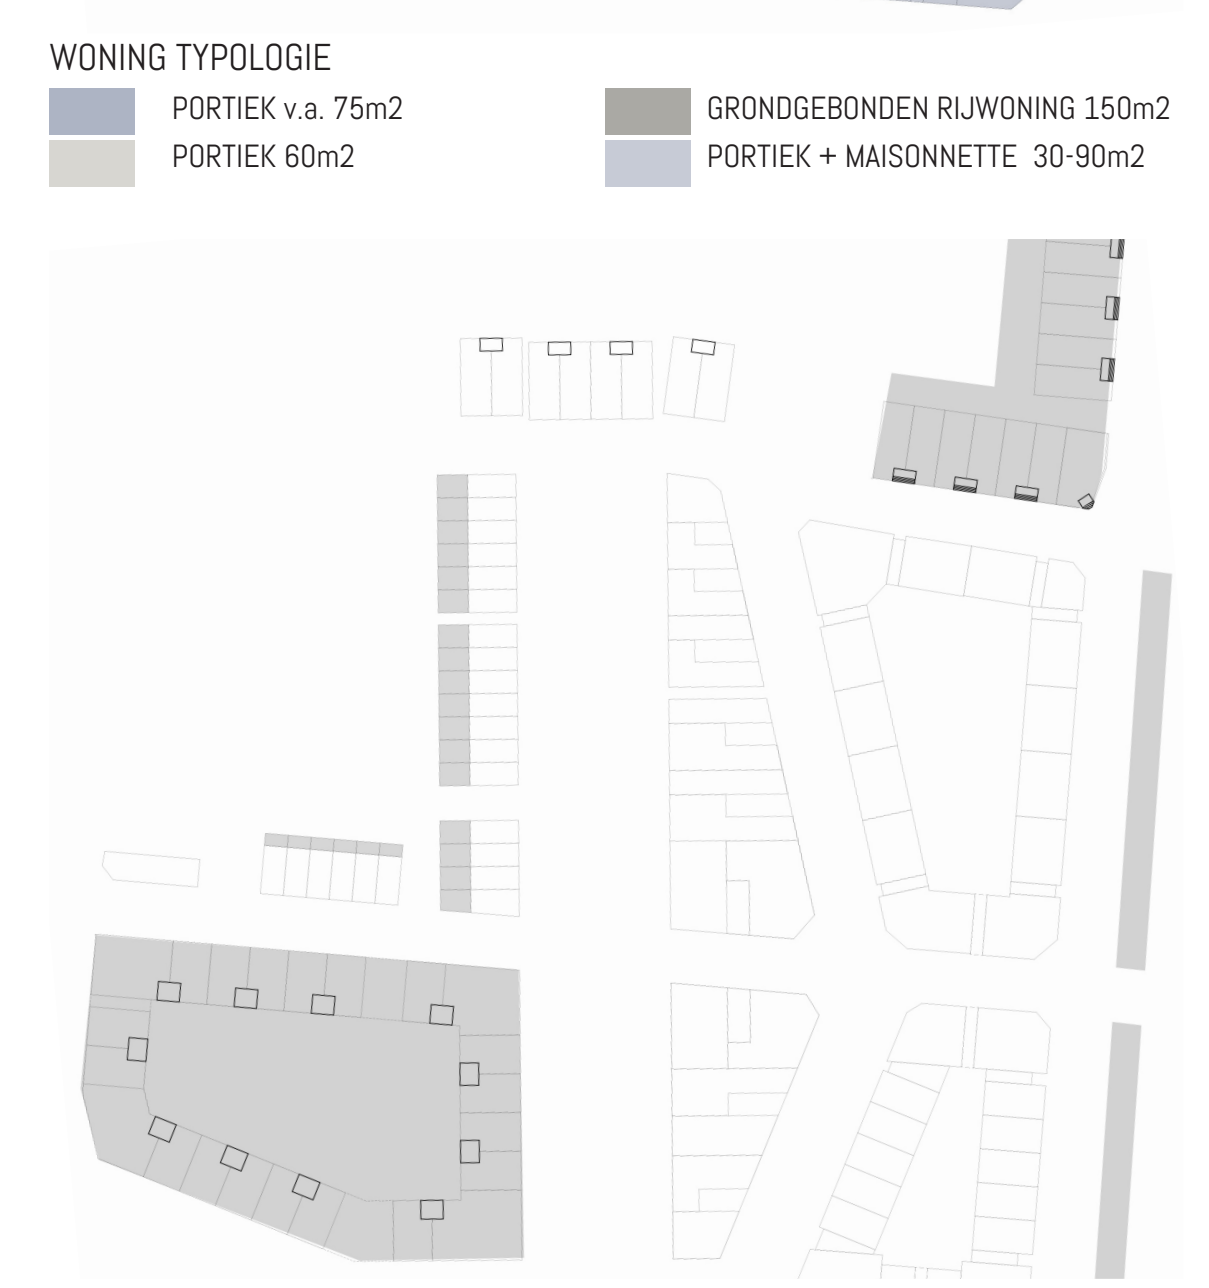 WONING TYPOLOGIE
PORTIEK v.a. 75m2
PORTIEK 60m2
GRONDGEBONDEN RIJWONING 150m2
PORTIEK + MAISONNETTE 30-90m2